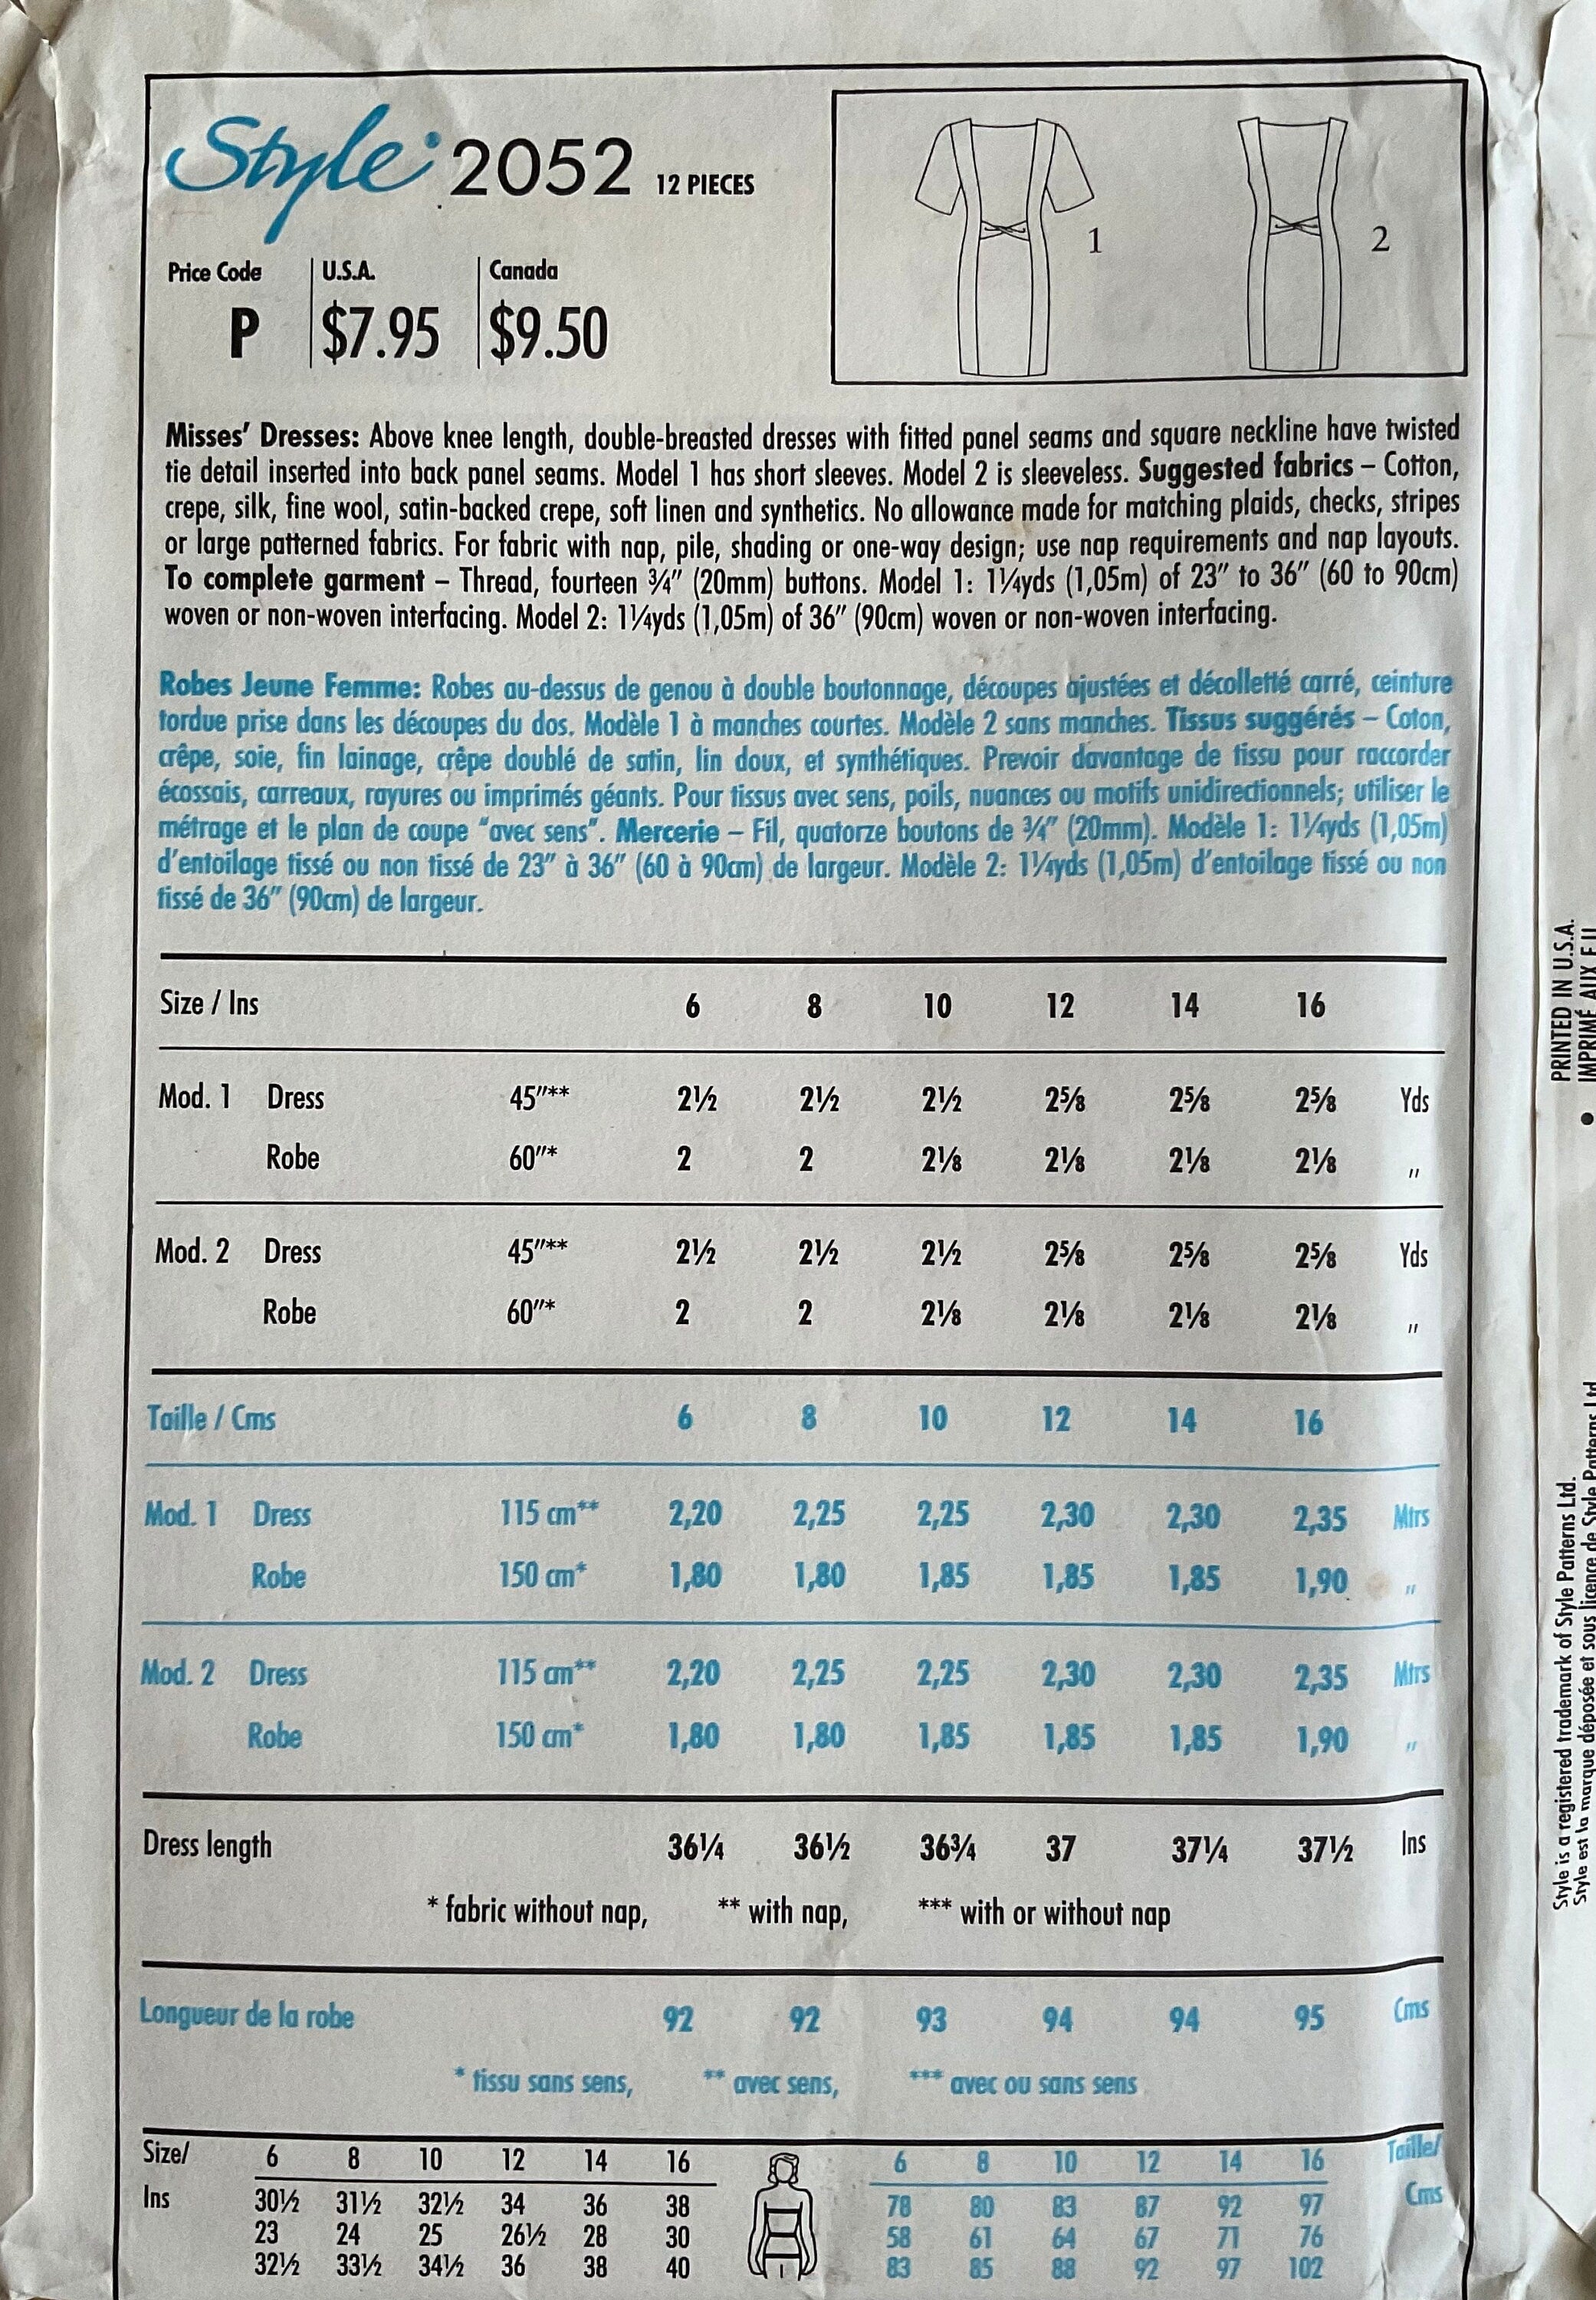 Style 2052 12 PIECES
Price Code U.S.A. Canada
P $7.95 $9.50
1
2
Misses' Dresses: Above knee length, double-breasted dresses with fitted panel seams and square neckline have twisted
tie detail inserted into back panel seams. Model 1 has short sleeves. Model 2 is sleeveless. Suggested fabrics – Cotton,
crepe, silk, fine wool, satin-backed crepe, soft linen and synthetics. No allowance made for matching plaids, checks, stripes
or large patterned fabrics. For fabric with nap, pile, shading or one-way design; use nap requirements and nap layouts.
To complete garment – Thread, fourteen ¾" (20mm) buttons. Model 1: 1¼yds (1,05m) of 23" to 36" (60 to 90cm)
woven or non-woven interfacing. Model 2: 1¼yds (1,05m) of 36" (90cm) woven or non-woven interfacing.
Robes Jeune Femme: Robes au-dessus de genou à double boutonnage, découpes ajustées et décolletté carré, ceinture
tordue prise dans les découpes du dos. Modèle 1 à manches courtes. Modèle 2 sans manches. Tissus suggérés – Coton,
crêpe, soie, fin lainage, crêpe doublé de satin, lin doux, et synthétiques. Prevoir davantage de tissu pour raccorder
écossais, carreaux, rayures ou imprimés géants. Pour tissus avec sens, poils, nuances ou motifs unidirectionnels; utiliser le
métrage et le plan de coupe "avec sens". Mercerie – Fil, quatorze boutons de ¾" (20mm). Modèle 1: 1¼yds (1,05m)
d'entoilage tissé ou non tissé de 23" à 36" (60 à 90cm) de largeur. Modèle 2: 1¼yds (1,05m) d'entoilage tissé ou non
tissé de 36" (90cm) de largeur.
Size / Ins 6 8 10 12 14 16
Mod. 1 Dress 45"** 2½ 2½ 2½ 2⅝ 2⅝ 2⅝ Yds
Robe 60"* 2 2 2⅛ 2⅛ 2⅛ 2⅛ "
Mod. 2 Dress 45"** 2½ 2½ 2½ 2⅝ 2⅝ 2⅝ Yds
Robe 60"* 2 2 2⅛ 2⅛ 2⅛ 2⅛ "
Taille / Cms 6 8 10 12 14 16
Mod. 1 Dress 115 cm** 2,20 2,25 2,25 2,30 2,30 2,35 Mtrs
Robe 150 cm* 1,80 1,80 1,85 1,85 1,85 1,90 "
Mod. 2 Dress 115 cm** 2,20 2,25 2,25 2,30 2,30 2,35 Mtrs
Robe 150 cm* 1,80 1,80 1,85 1,85 1,85 1,90 "
Dress length 36¼ 36½ 36¾ 37 37¼ 37½ Ins
* fabric without nap, ** with nap, *** with or without nap
Longueur de la robe 92 92 93 94 94 95 Cms
* tissu sans sens, ** avec sens, *** avec ou sans sens
Size/ 6 8 10 12 14 16 6 8 10 12 14 16 Taille/
Ins 30½ 31½ 32½ 34 36 38 78 80 83 87 92 97 Cms
23 24 25 26½ 28 30 58 61 64 67 71 76
32½ 33½ 34½ 36 38 40 83 85 88 92 97 102
Style is a registered trademark of Style Patterns Ltd.
Style est la marque déposée et sous licence de Style Patterns Ltd
• PRINTED IN U.S.A.
IMPRIMÉ AUX E.U.